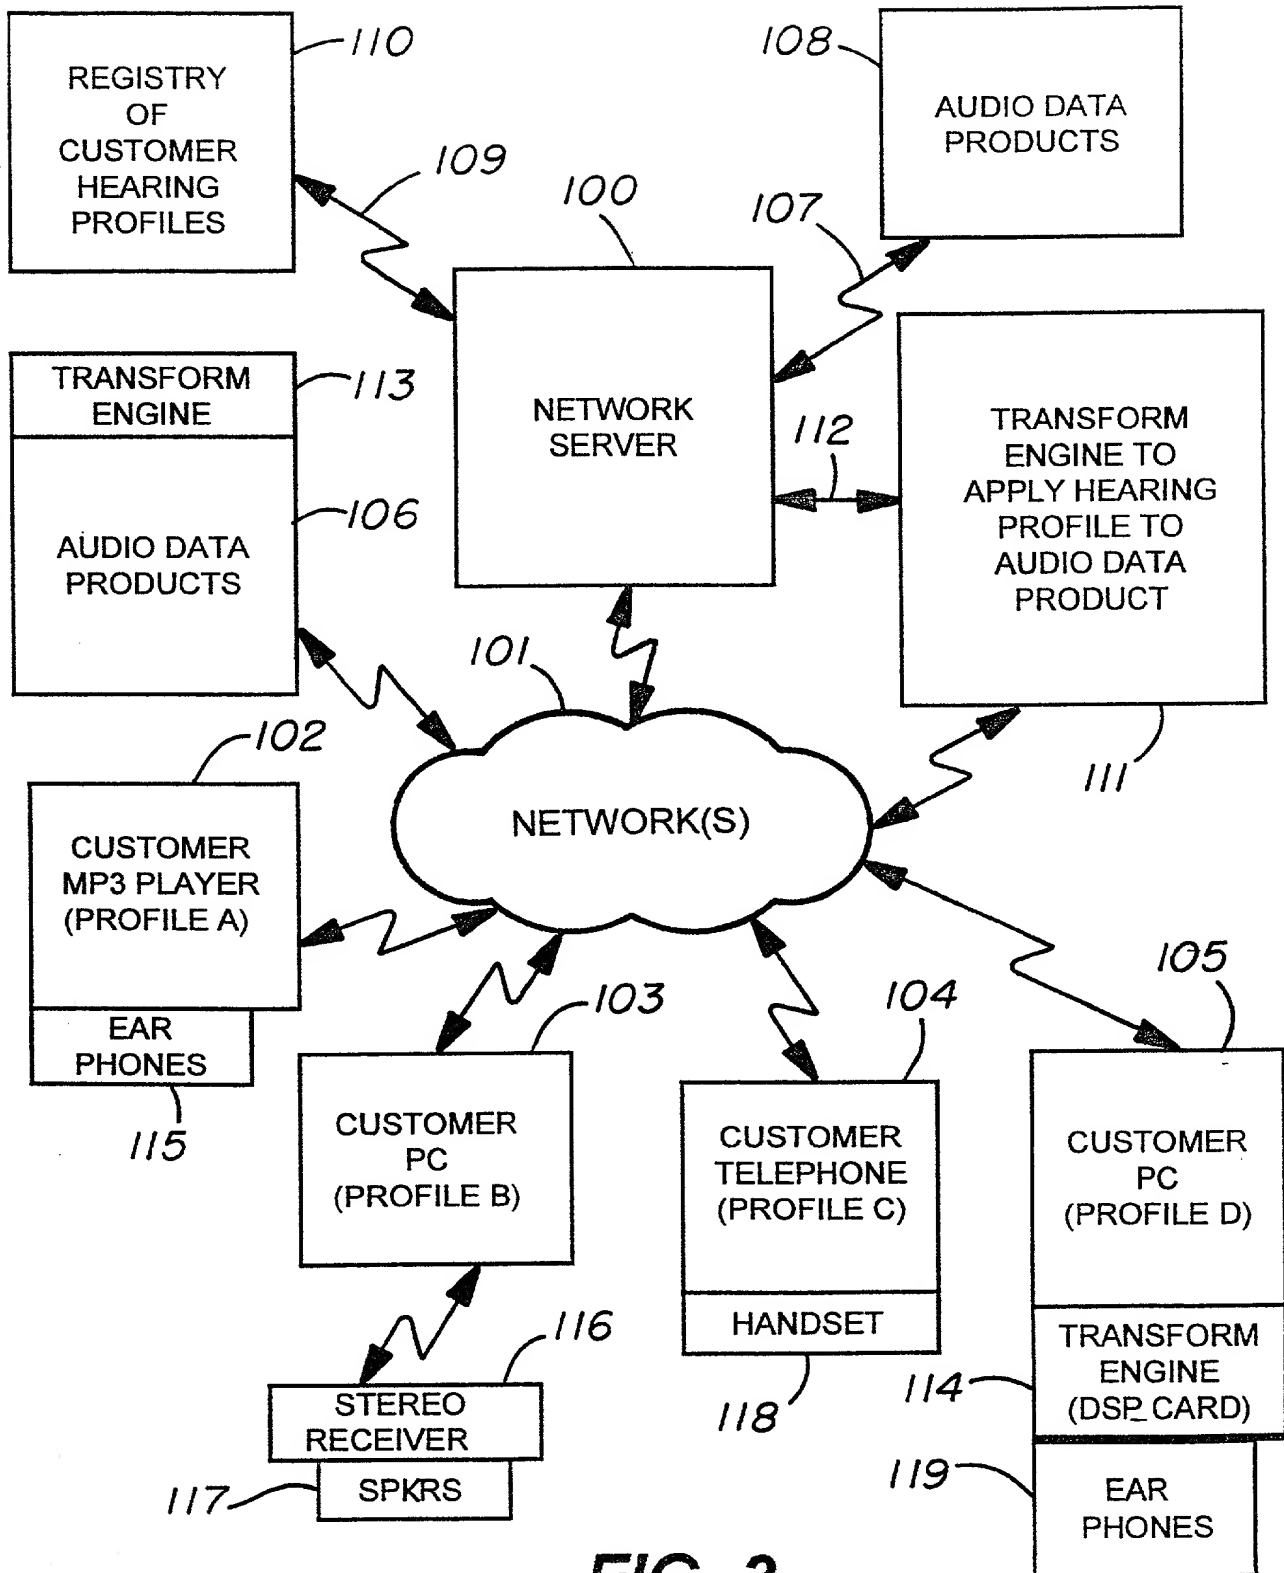 110
REGISTRY
OF
CUSTOMER
HEARING
PROFILES
109
108
AUDIO DATA
PRODUCTS
107
100
NETWORK
SERVER
112
TRANSFORM
ENGINE TO
APPLY HEARING
PROFILE TO
AUDIO DATA
PRODUCT
111
TRANSFORM
ENGINE
113
106
AUDIO DATA
PRODUCTS
101
NETWORK(S)
102
CUSTOMER
MP3 PLAYER
(PROFILE A)
EAR
PHONES
115
103
CUSTOMER
PC
(PROFILE B)
116
STEREO
RECEIVER
117
SPKRS
104
CUSTOMER
TELEPHONE
(PROFILE C)
HANDSET
118
105
CUSTOMER
PC
(PROFILE D)
114
TRANSFORM
ENGINE
(DSP CARD)
119
EAR
PHONES